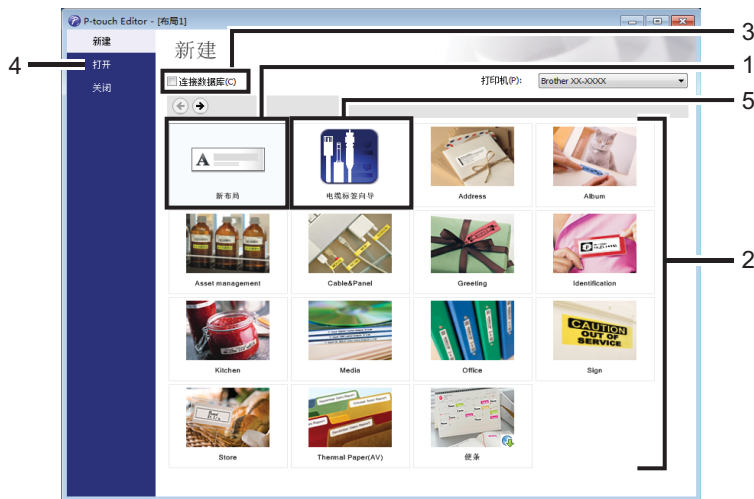 P-touch Editor - [布局1]
新建
打开
关闭
新建
连接数据库(C)
打印机(P):
Brother XX-XXXX
新布局
电缆标签向导
Address
Album
Asset management
Cable&Panel
Greeting
Identification
Kitchen
Media
Office
CAUTION
OUT OF
SERVICE
Sign
Store
Thermal Paper(AV)
便条
3
1
4
5
2